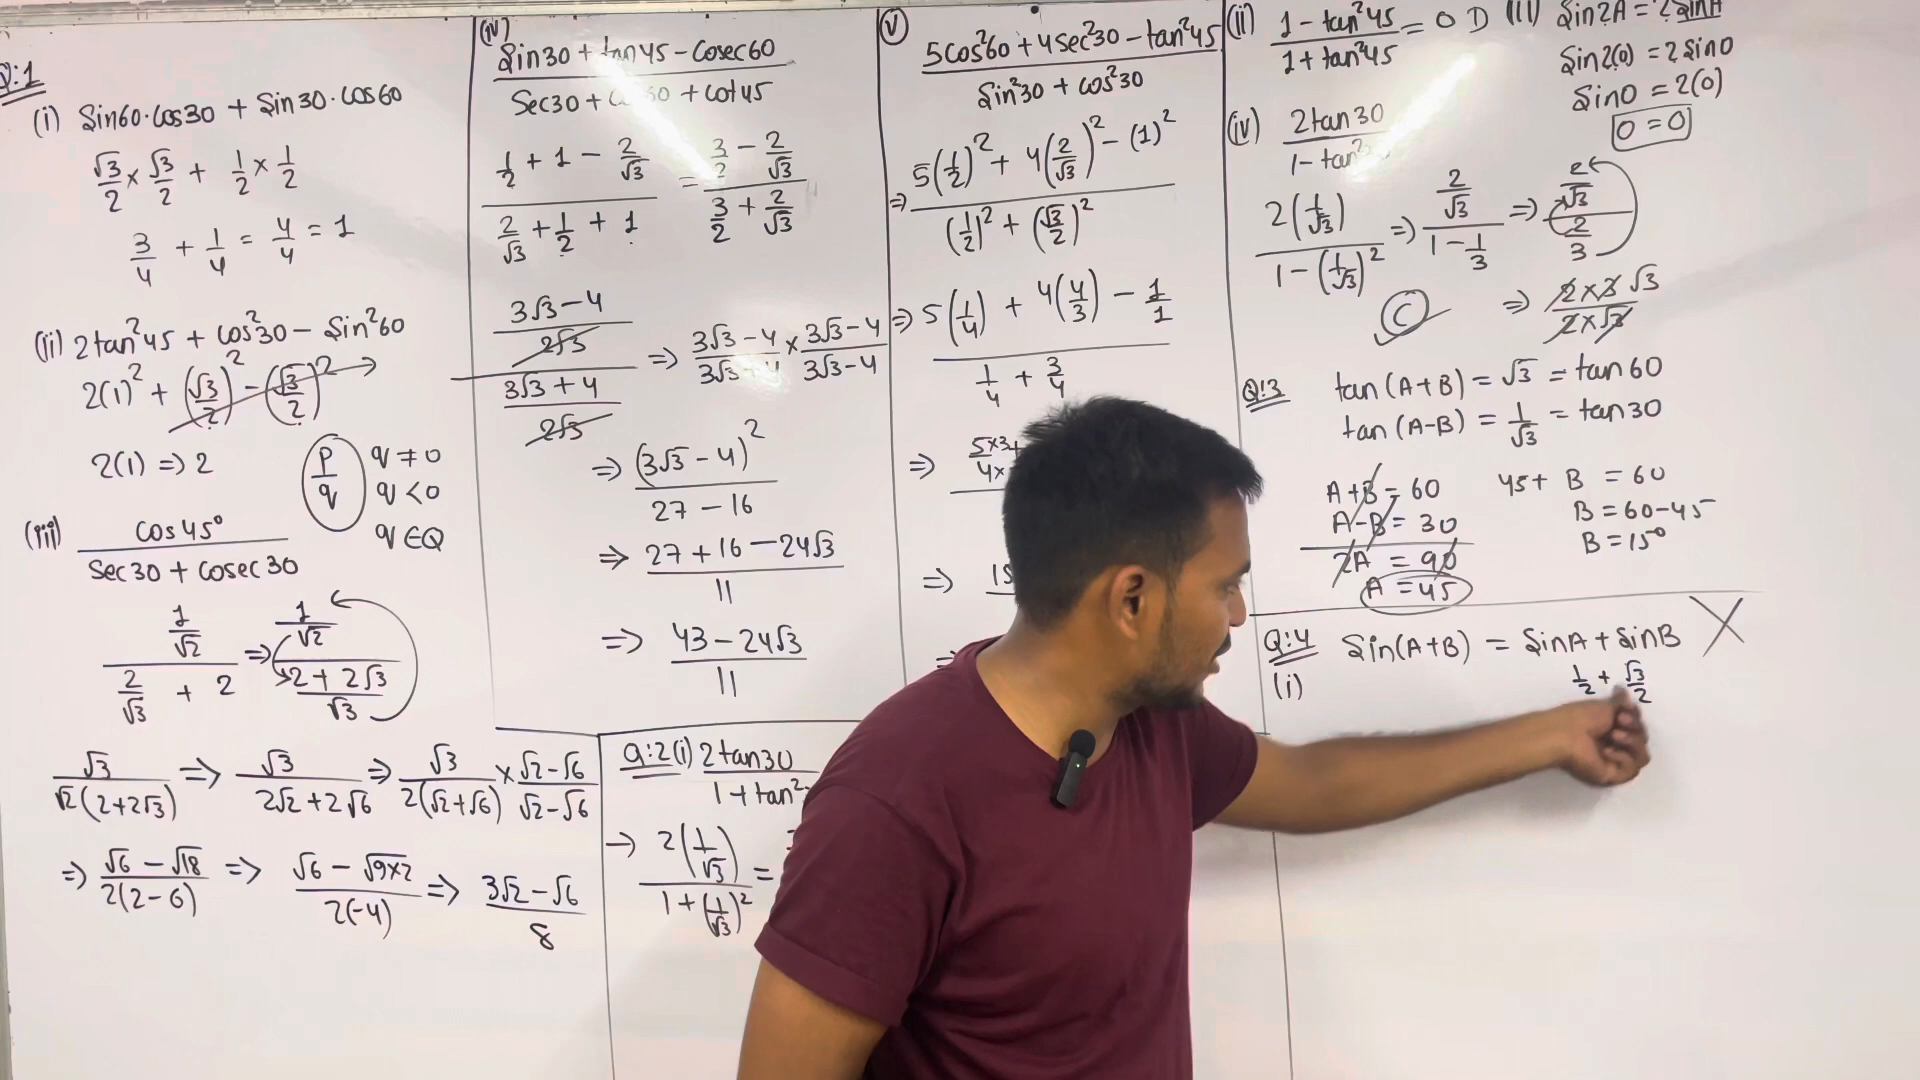 Q:1
(i) Sin60·cos30 + Sin30·cos60
√3/2 × √3/2 + 1/2 × 1/2
3/4 + 1/4 = 4/4 = 1
(ii) 2tan²45 + cos²30 – Sin²60
2(1)² + (√3/2)² – (√3/2)²
2(1) => 2
p/q
q ≠ 0
q < 0
q ∈ Q
(iii) cos45° / Sec30 + cosec30
1/√2 / 2/√3 + 2 => 1/√2 / 2 + 2√3/√3
√3 / √2(2+2√3) => √3 / 2√2 + 2√6 => √3 / 2(√2+√6) × √2–√6 / √2–√6
=> √6 – √18 / 2(2–6) => √6 – √9×2 / 2(–4) => 3√2 – √6 / 8
(iv)
Sin30 + tan45 – Cosec60
Sec30 + + cot45
1/2 + 1 – 2/√3 / 2/√3 + 1/2 + 1 = 3/2 – 2/√3 / 3/2 + 2/√3
3√3 – 4 / 2√3 / 3√3 + 4 / 2√3 => 3√3 – 4 / 3√3 4 × 3√3 – 4 / 3√3 – 4
=> (3√3 – 4)² / 27 – 16
=> 27 + 16 – 24√3 / 11
=> 43 – 24√3 / 11
Q:2 (i) 2tan30 / 1 + tan²
→ 2(1/√3) / 1 + (1/√3)² =
(v)
5cos²60 + 4sec²30 – tan²45
Sin²30 + cos²30
=> 5(1/2)² + 4(2/√3)² – (1)² / (1/2)² + (√3/2)²
=> 5(1/4) + 4(4/3) – 1/1 / 1/4 + 3/4
=> 5×3+ / 4×
=> 15
=>
(ii) 1 – tan²45 / 1 + tan²45 = 0 D
(iii) Sin2A = 2SinA
Sin2(0) = 2 Sin0
Sin0 = 2(0)
0 = 0
(iv) 2tan30 / 1 – tan²
2(1/√3) / 1 – (1/√3)² => 2/√3 / 1 – 1/3 => 2/√3 / 2/3
C => 2×3 √3 / 2×√3
Q:3 tan(A+B) = √3 = tan60
tan(A–B) = 1/√3 = tan30
A+B = 60
A–B = 30
2A = 90
A = 45
45 + B = 60
B = 60–45
B = 15°
Q:4 Sin(A+B) = SinA + SinB
(i) 1/2 + √3/2